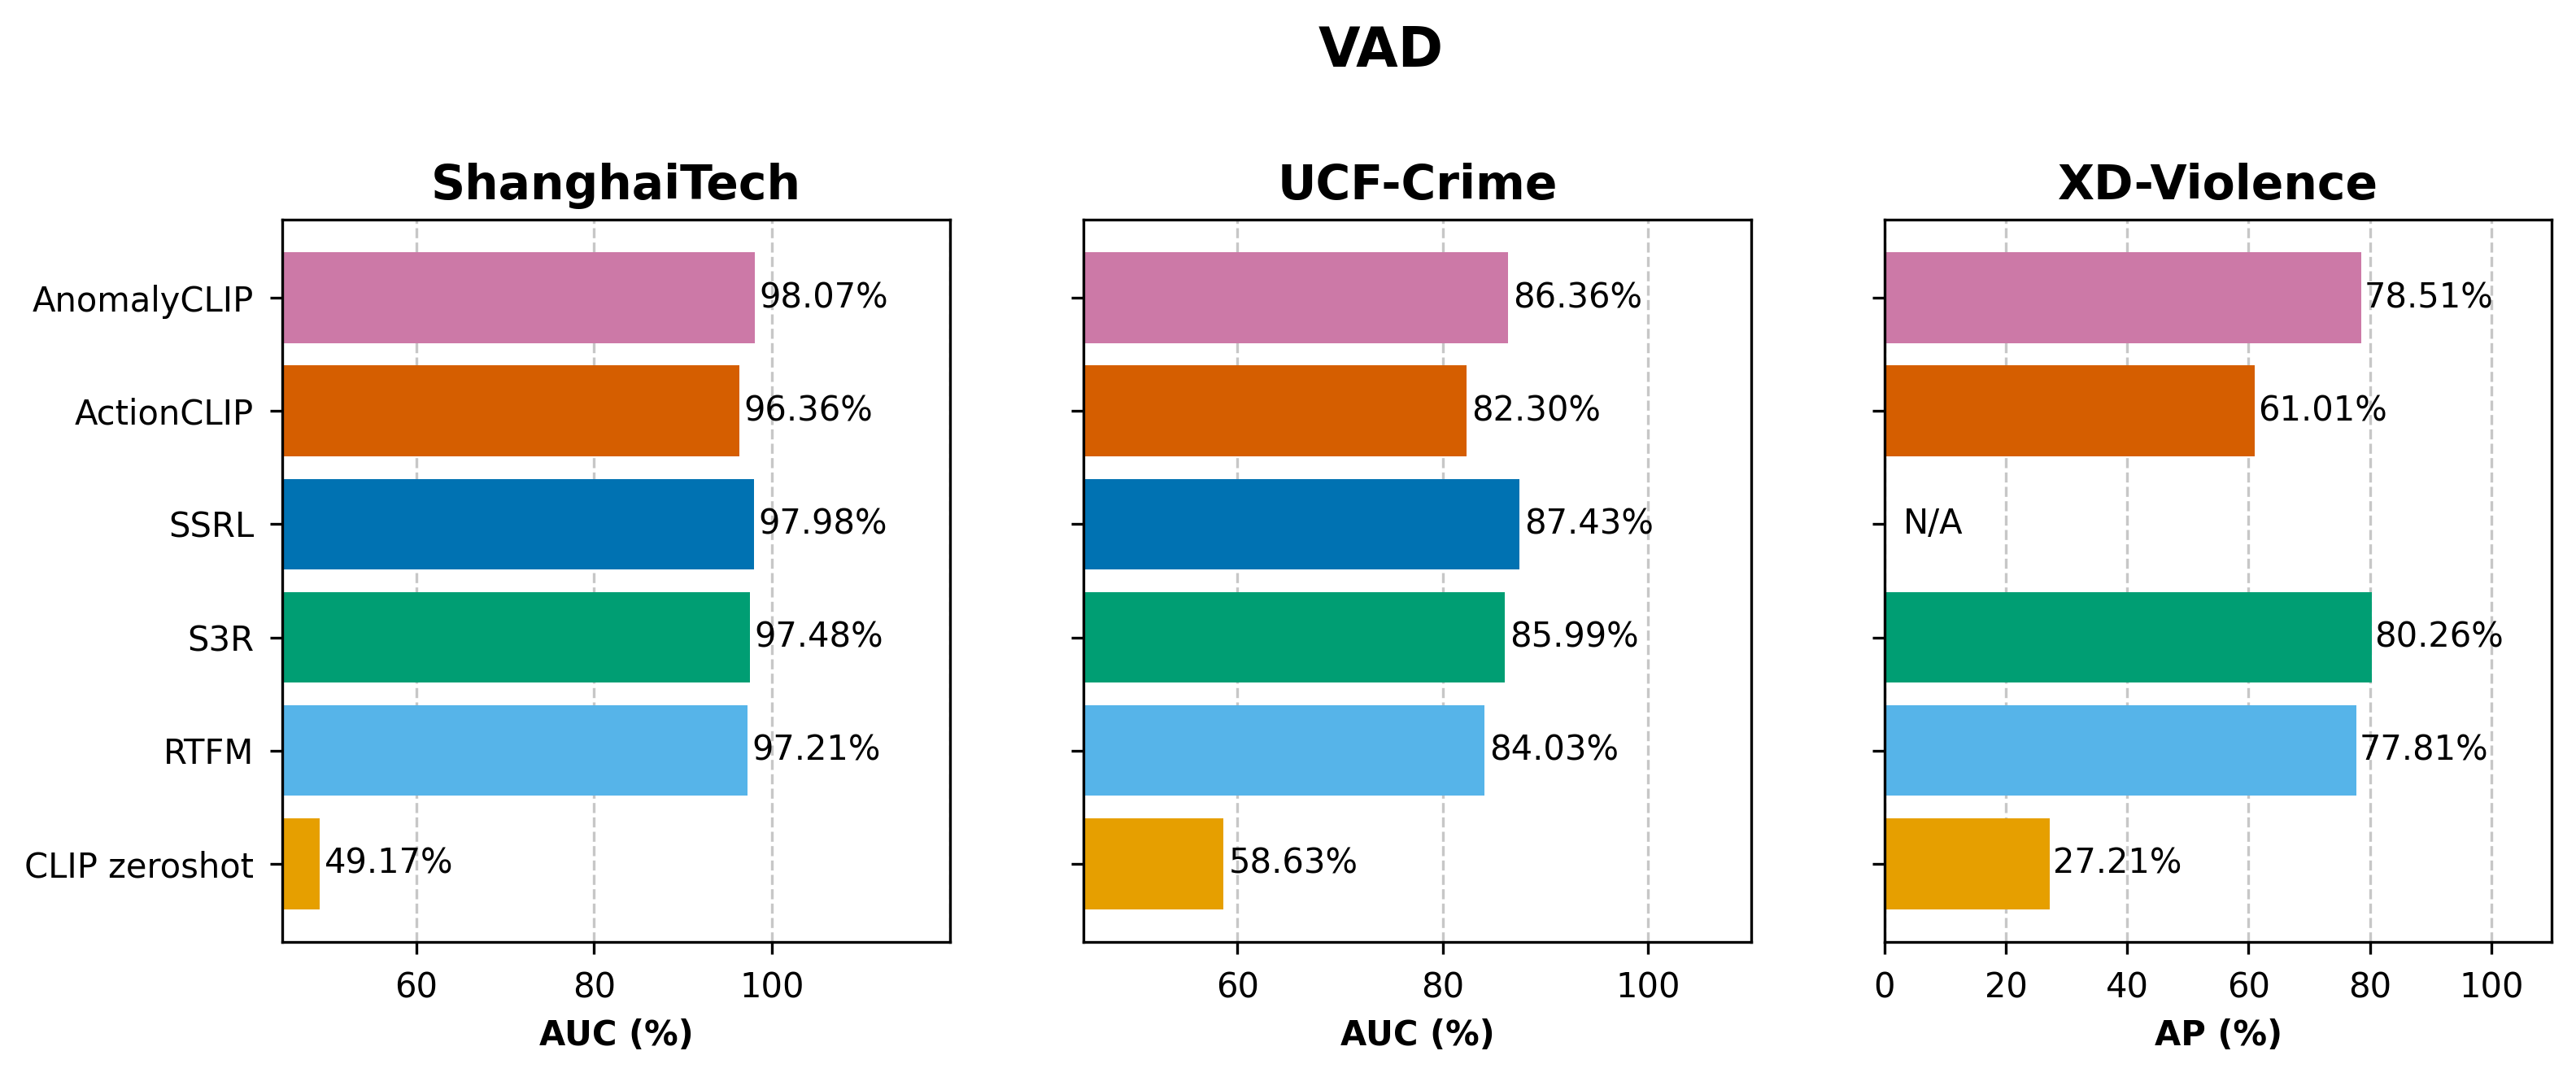 VAD
ShanghaiTech
AnomalyCLIP
98.07%
ActionCLIP
96.36%
SSRL
97.98%
S3R
97.48%
RTFM
97.21%
CLIP zeroshot
49.17%
60 80 100
AUC (%)
UCF-Crime
86.36%
82.30%
87.43%
85.99%
84.03%
58.63%
60 80 100
AUC (%)
XD-Violence
78.51%
61.01%
N/A
80.26%
77.81%
27.21%
0 20 40 60 80 100
AP (%)